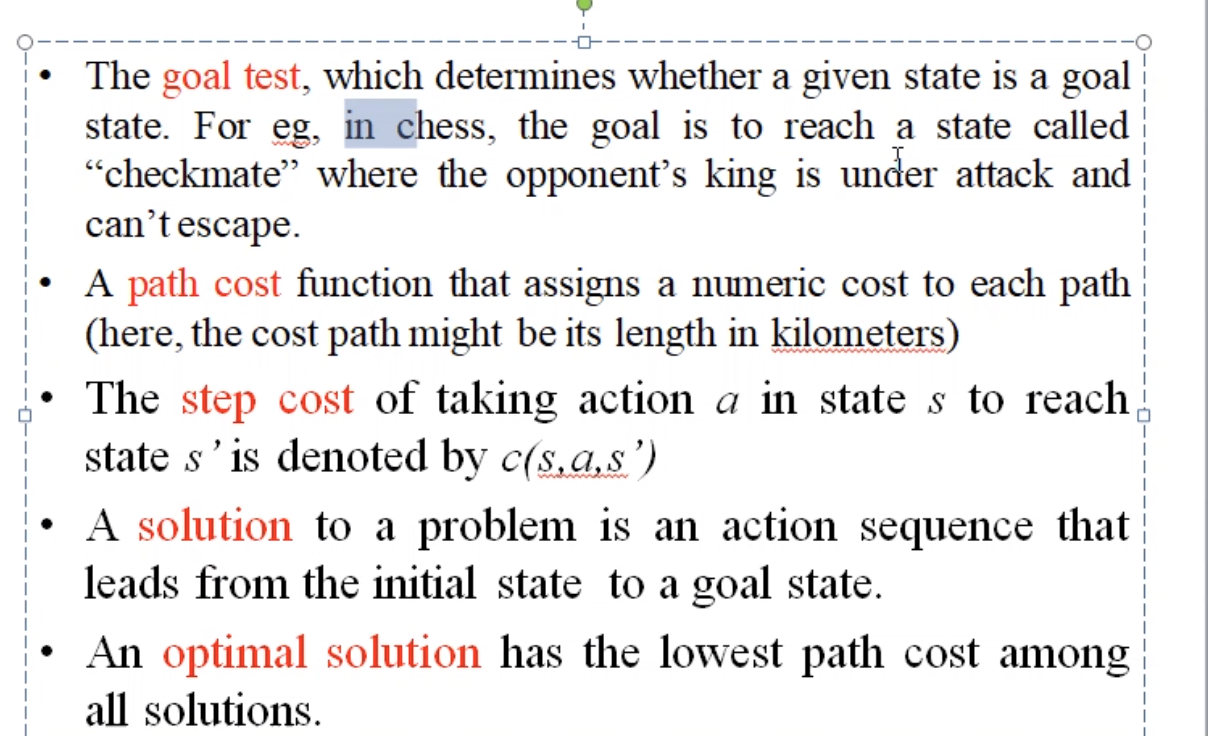 • The goal test, which determines whether a given state is a goal
state. For eg, in chess, the goal is to reach a state called
“checkmate” where the opponent’s king is under attack and
can’t escape.
• A path cost function that assigns a numeric cost to each path
(here, the cost path might be its length in kilometers)
• The step cost of taking action a in state s to reach
state s’ is denoted by c(s,a,s’)
• A solution to a problem is an action sequence that
leads from the initial state to a goal state.
• An optimal solution has the lowest path cost among
all solutions.